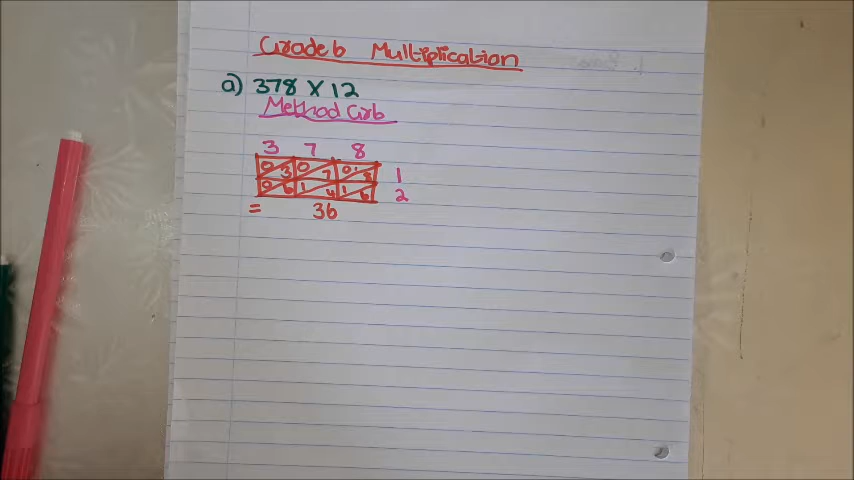 Grade 6 Multiplication
a) 378 X 12
Method Grb
3 7 8
0 3 0 7 0 8 1
0 6 1 4 1 6 2
= 36